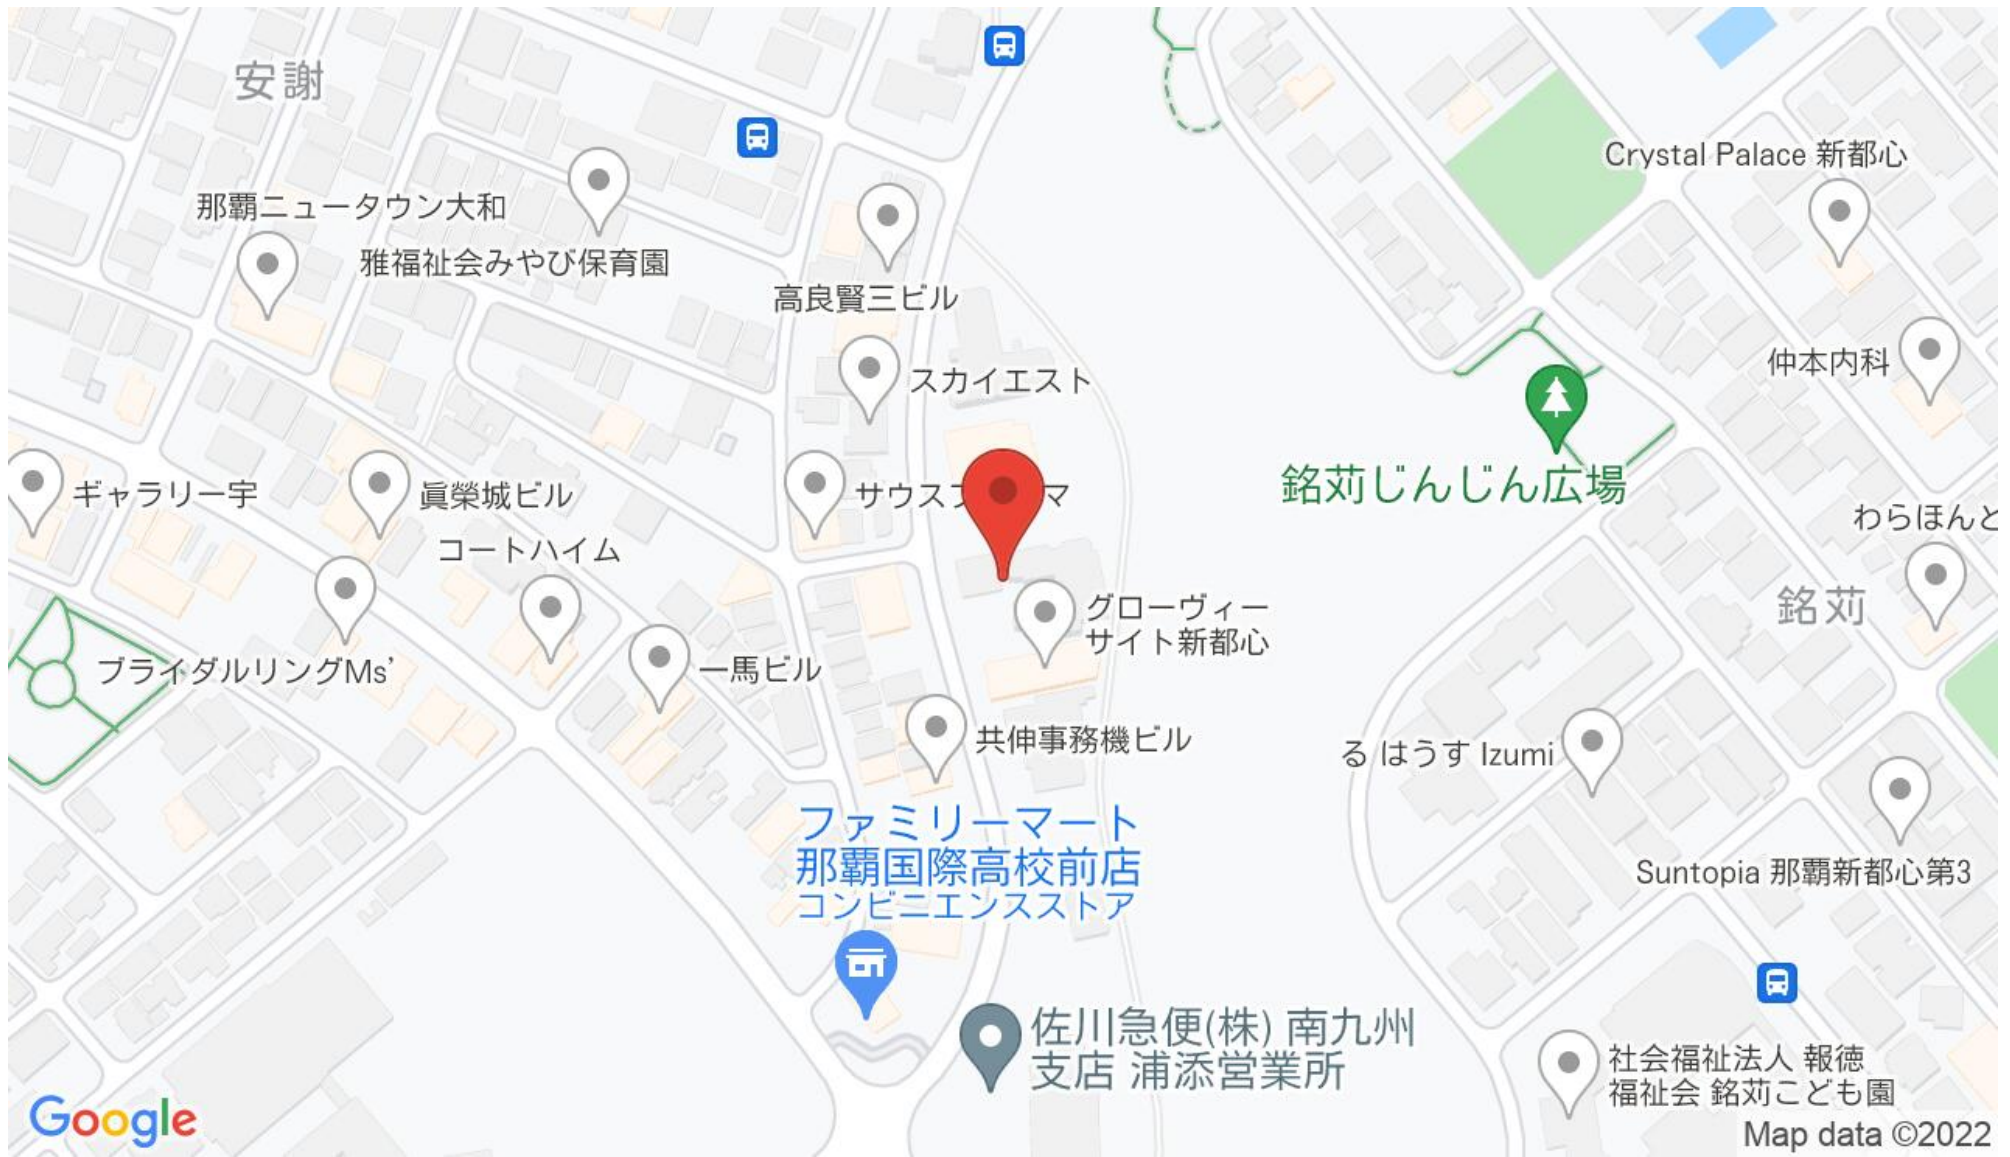 安謝
Crystal Palace 新都心
那覇ニュータウン大和
雅福祉会みやび保育園
高良賢三ビル
仲本内科
スカイエスト
ギャラリー宇
眞榮城ビル
サウス
マ
銘苅じんじん広場
わらほんと
コートハイム
グローヴィー
サイト新都心
銘苅
ブライダルリングMs'
一馬ビル
共伸事務機ビル
る はうす Izumi
ファミリーマート
那覇国際高校前店
コンビニエンスストア
Suntopia 那覇新都心第3
佐川急便(株) 南九州
支店 浦添営業所
社会福祉法人 報徳
福祉会 銘苅こども園
Google
Map data ©2022